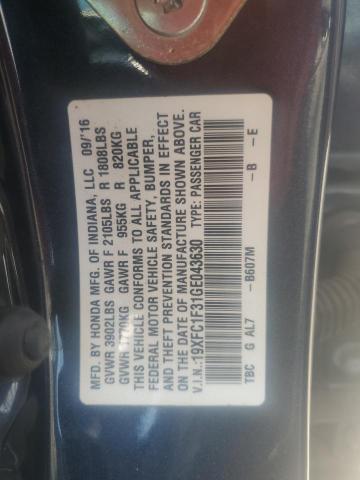 MFD. BY HONDA MFG. OF INDIANA, LLC 09/'16
GVWR 3902LBS GAWR F 2105LBS R 1808LBS
GVWR 1770KG GAWR F 955KG R 820KG
THIS VEHICLE CONFORMS TO ALL APPLICABLE
FEDERAL MOTOR VEHICLE SAFETY, BUMPER,
AND THEFT PREVENTION STANDARDS IN EFFECT
ON THE DATE OF MANUFACTURE SHOWN ABOVE.
V.I.N.:19XFC1F31GE043630 TYPE: PASSENGER CAR
TBC G AL7 -B607M -B -E